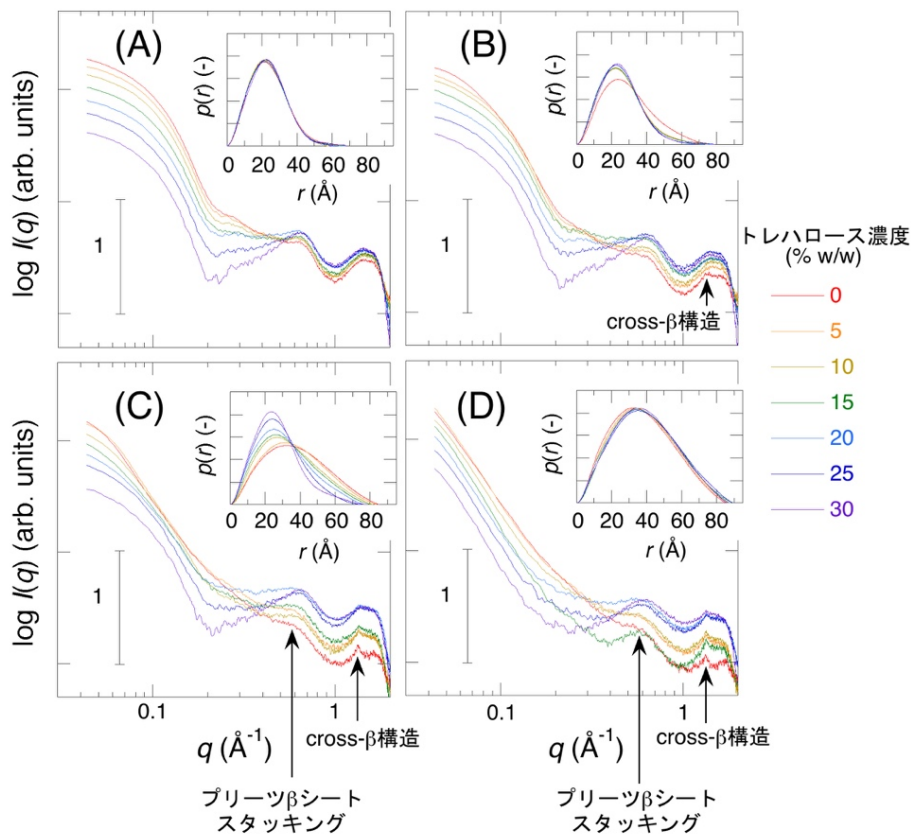 (A)
p(r) (-)
0 20 40 60 80
r (Å)
log I(q) (arb. units)
1
(B)
p(r) (-)
0 20 40 60 80
r (Å)
1
cross-β構造
トレハロース濃度
(% w/w)
0
5
10
15
20
25
30
(C)
p(r) (-)
0 20 40 60 80
r (Å)
log I(q) (arb. units)
1
0.1 1
q (Å⁻¹)
cross-β構造
プリーツβシート
スタッキング
(D)
p(r) (-)
0 20 40 60 80
r (Å)
1
0.1 1
q (Å⁻¹)
cross-β構造
プリーツβシート
スタッキング